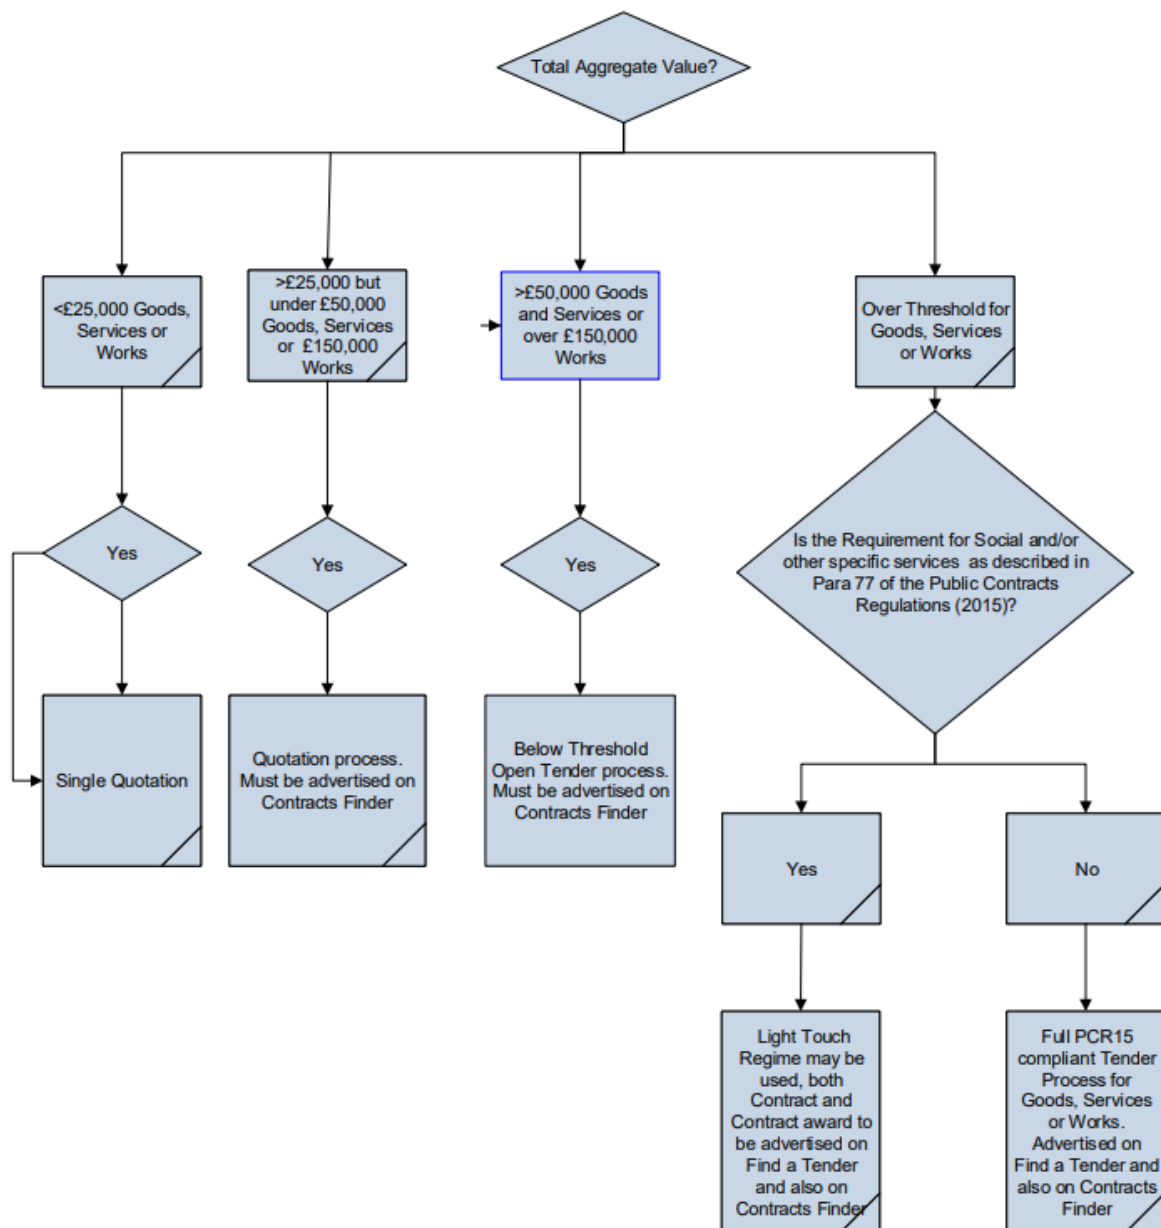 Total Aggregate Value?
<£25,000 Goods,
Services or
Works
>£25,000 but
under £50,000
Goods, Services
or £150,000
Works
>£50,000 Goods
and Services or
over £150,000
Works
Over Threshold for
Goods, Services
or Works
Yes
Yes
Yes
Is the Requirement for Social and/or
other specific services as described in
Para 77 of the Public Contracts
Regulations (2015)?
Single Quotation
Quotation process.
Must be advertised on
Contracts Finder
Below Threshold
Open Tender process.
Must be advertised on
Contracts Finder
Yes
No
Light Touch
Regime may be
used, both
Contract and
Contract award to
be advertised on
Find a Tender
and also on
Contracts Finder
Full PCR15
compliant Tender
Process for
Goods, Services
or Works.
Advertised on
Find a Tender and
also on Contracts
Finder